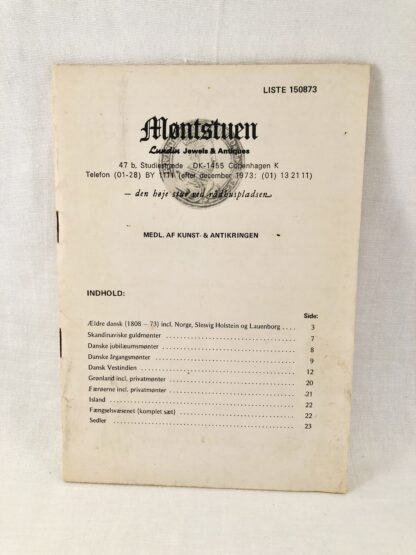 LISTE 150873
Møntstuen
Lundin Jewels & Antiques
47 b, Studiestræde - DK-1455 Copenhagen K
Telefon (01-28) BY 1111 (efter december 1973: (01) 13 21 11)
— den høje stue ved rådhuspladsen
MEDL. AF KUNST- & ANTIKRINGEN
INDHOLD:
Side:
Ældre dansk (1808 – 73) incl. Norge, Slesvig Holstein og Lauenborg .... 3
Skandinaviske guldmønter 7
Danske jubilæumsmønter 8
Danske årgangsmønter 9
Dansk Vestindien 12
Grønland incl. privatmønter 20
Færøerne incl. privatmønter 21
Island 22
Fængselsvæsenet (komplet sæt) 22
Sedler 23